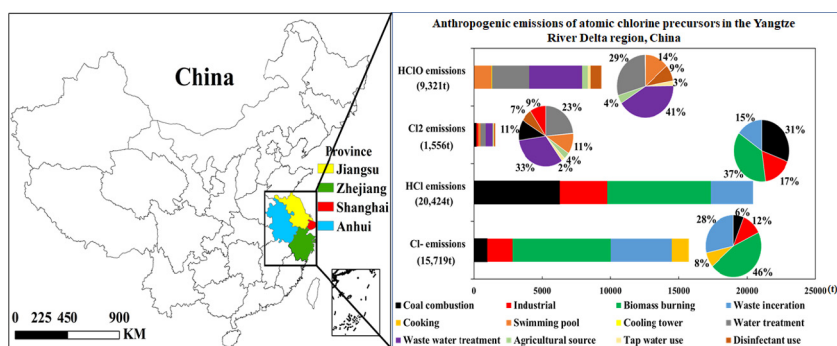 China
Province
Jiangsu
Zhejiang
Shanghai
Anhui
0 225 450 900
KM
Anthropogenic emissions of atomic chlorine precursors in the Yangtze
River Delta region, China
HClO emissions
(9,321t)
29%
14%
9%
3%
41%
4%
Cl2 emissions
(1,556t)
7%
9%
23%
11%
11%
4%
2%
33%
15%
31%
37%
17%
HCl emissions
(20,424t)
Cl- emissions
(15,719t)
28%
6%
12%
8%
46%
0 5000 10000 15000 20000 25000 (t)
Coal combustion Industrial Biomass burning Waste inceration
Cooking Swimming pool Cooling tower Water treatment
Waste water treatment Agricultural source Tap water use Disinfectant use